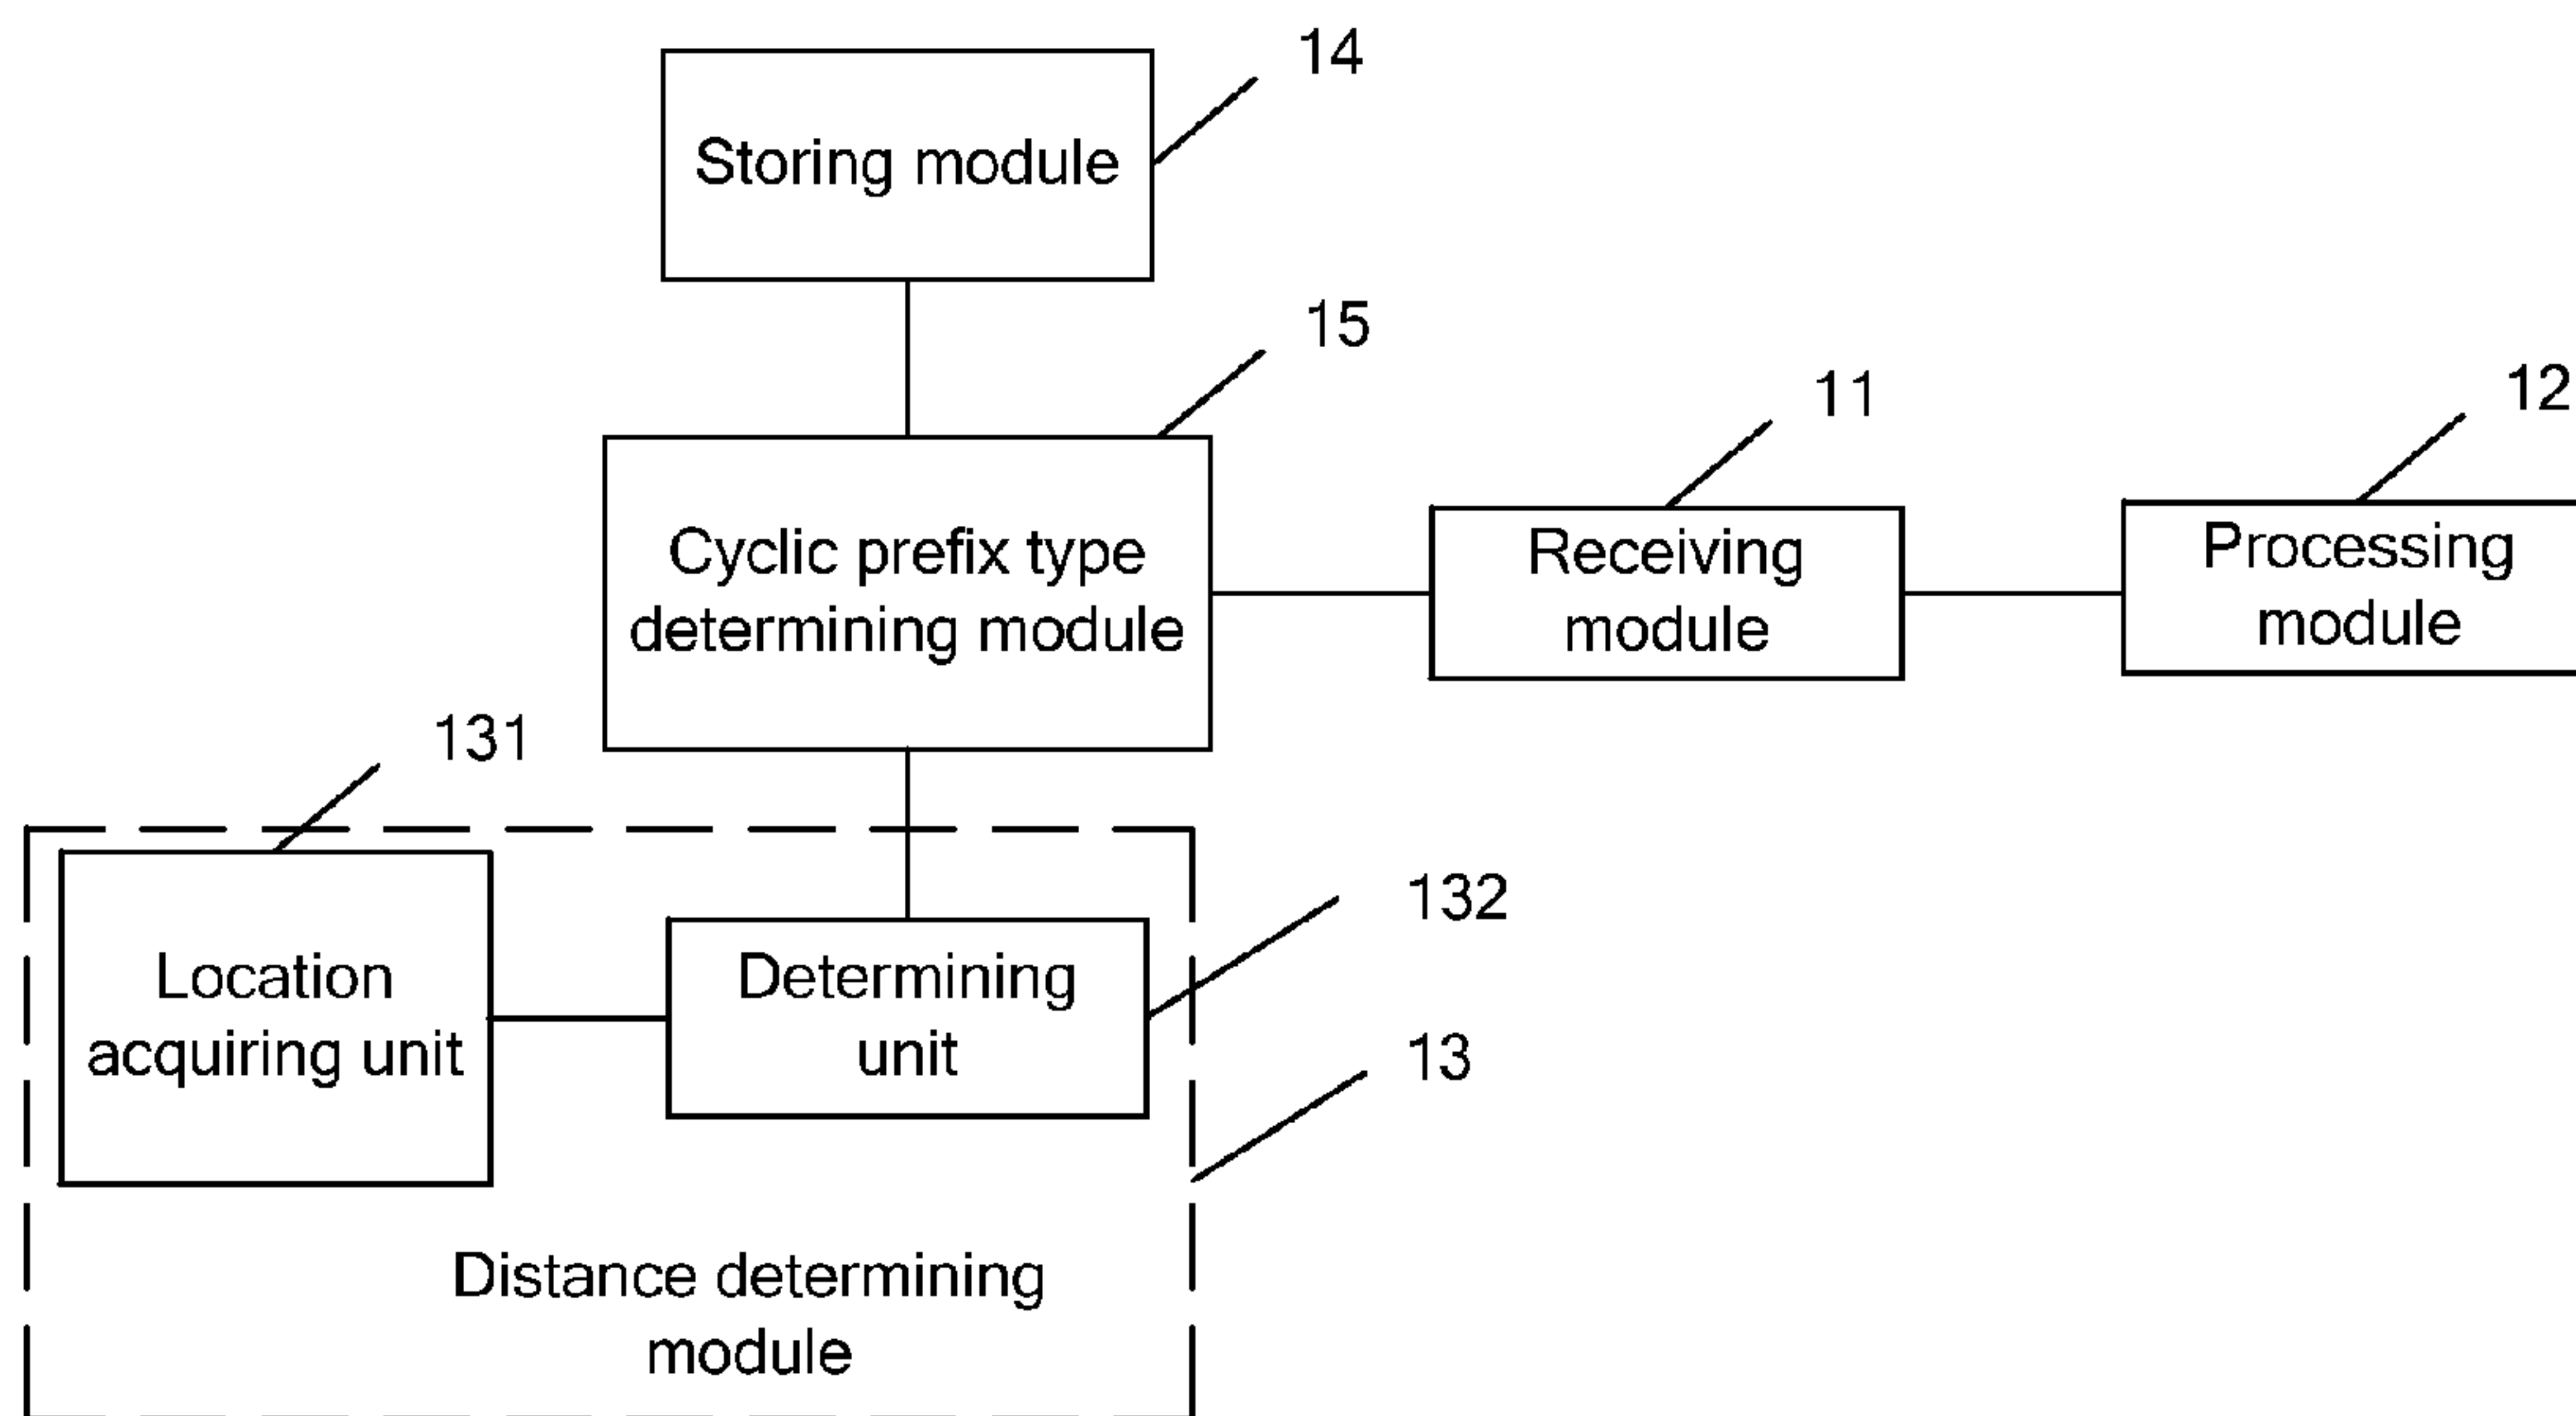 14
Storing module
15
Cyclic prefix type
determining module
11
Receiving
module
12
Processing
module
131
Location
acquiring unit
132
Determining
unit
13
Distance determining
module